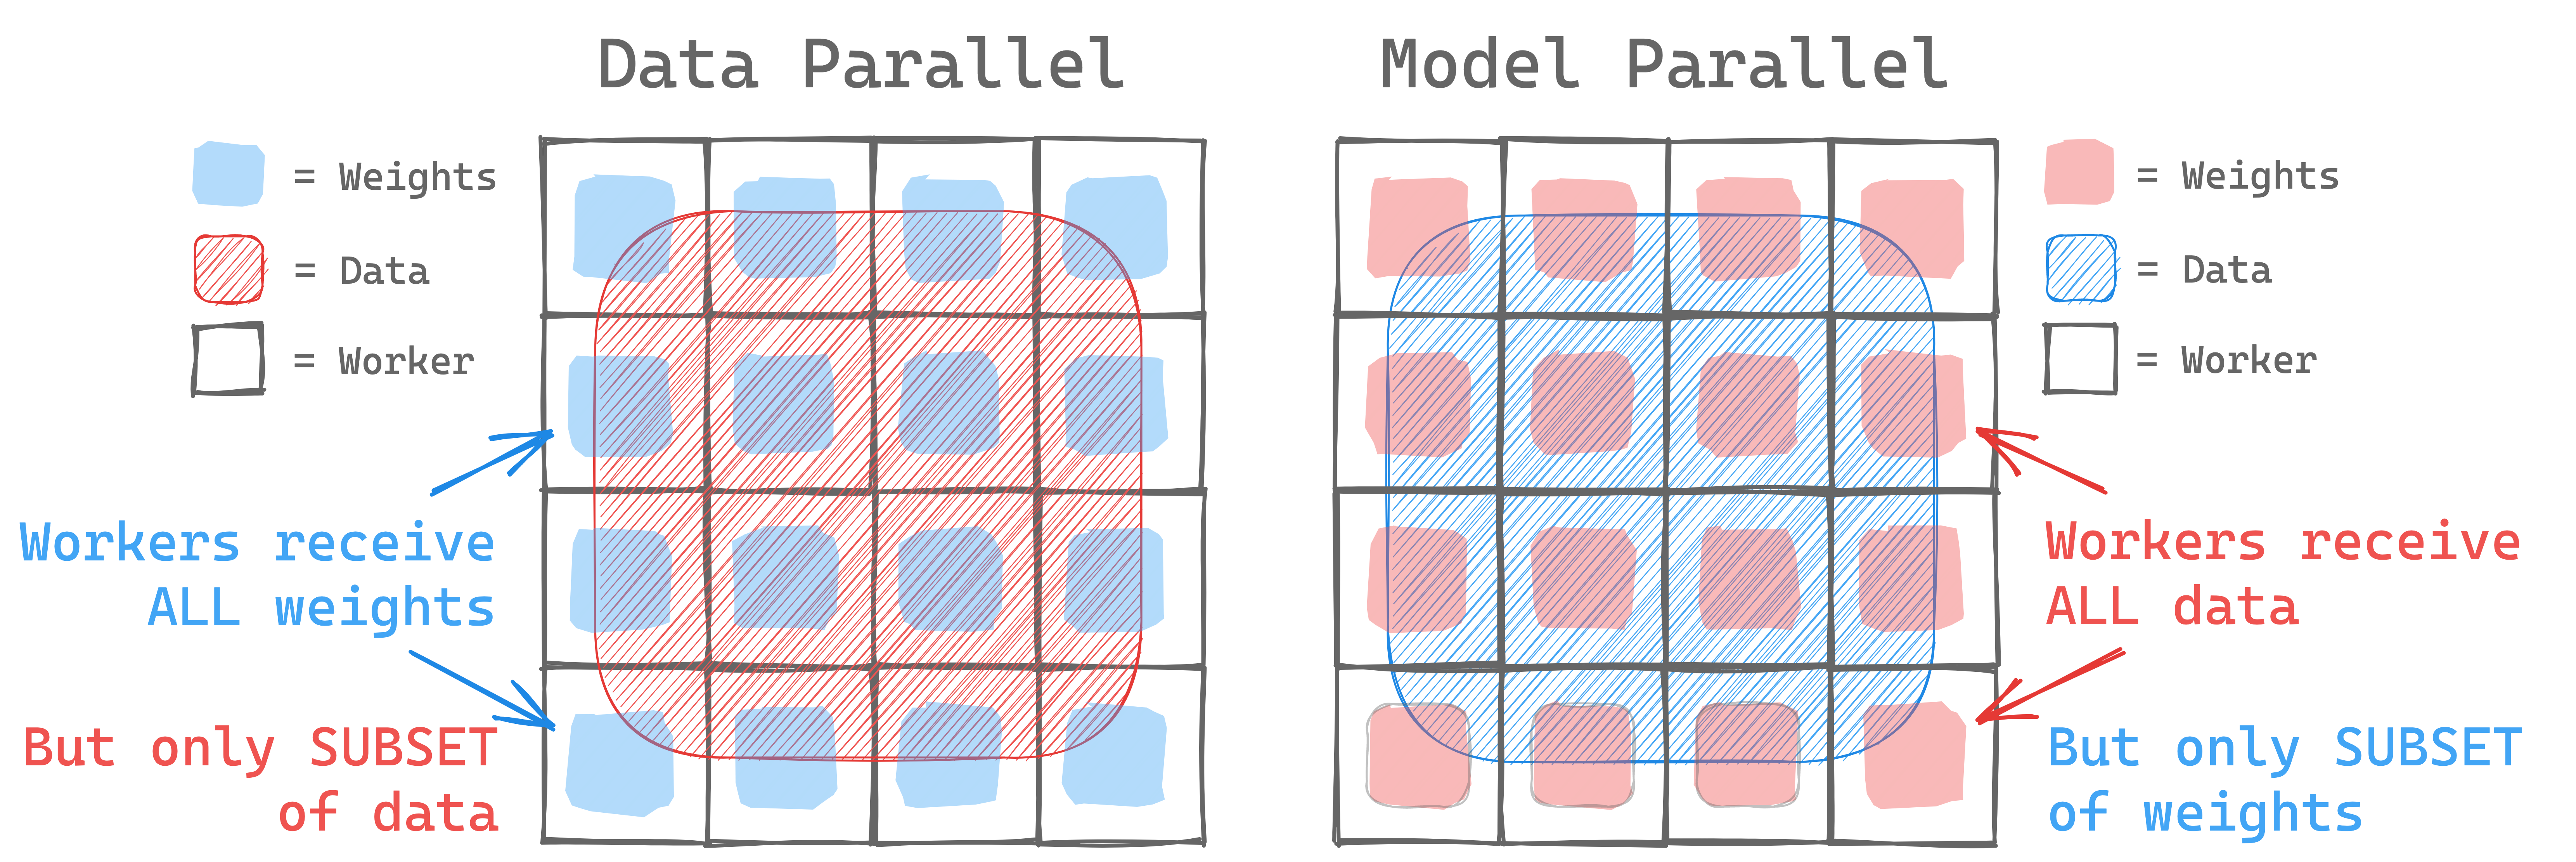 Data Parallel
= Weights
= Data
= Worker
Workers receive
ALL weights
But only SUBSET
of data
Model Parallel
= Weights
= Data
= Worker
Workers receive
ALL data
But only SUBSET
of weights